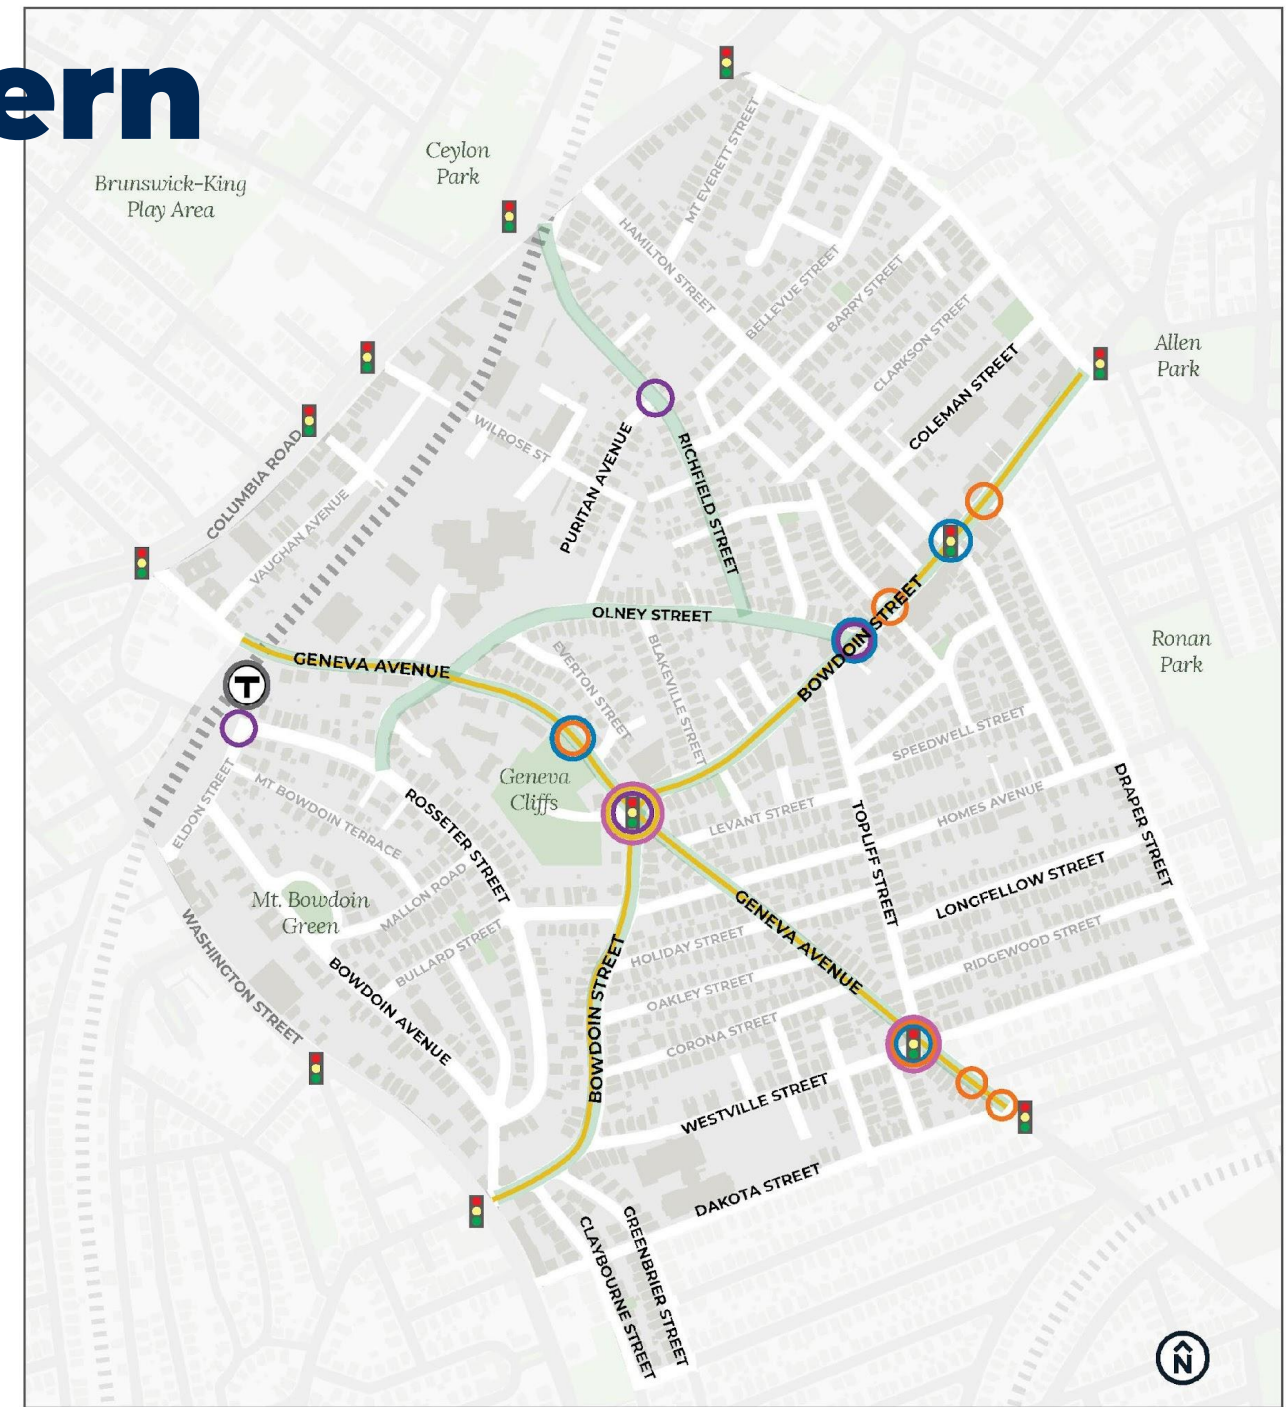 ern
Ceylon
Park
Brunswick-King
Play Area
MT EVERETT STREET
HAMILTON STREET
BELLEVUE STREET
BARRY STREET
CLARKSON STREET
COLEMAN STREET
Allen
Park
WILROSE ST
COLUMBIA ROAD
VAUGHAN AVENUE
PURITAN AVENUE
RICHFIELD STREET
OLNEY STREET
BOWDOIN STREET
Ronan
Park
T
GENEVA AVENUE
EVERTON STREET
BLAKEVILLE STREET
SPEEDWELL STREET
Geneva
Cliffs
ELDON STREET
MT BOWDOIN TERRACE
ROSSETER STREET
LEVANT STREET
TOPLIFF STREET
HOMES AVENUE
DRAPER STREET
Mt. Bowdoin
Green
MALLON ROAD
BULLARD STREET
WASHINGTON STREET
BOWDOIN AVENUE
BOWDOIN STREET
HOLIDAY STREET
GENEVA AVENUE
LONGFELLOW STREET
RIDGEWOOD STREET
OAKLEY STREET
CORONA STREET
WESTVILLE STREET
DAKOTA STREET
CLAYBOURNE STREET
GREENBRIER STREET
N